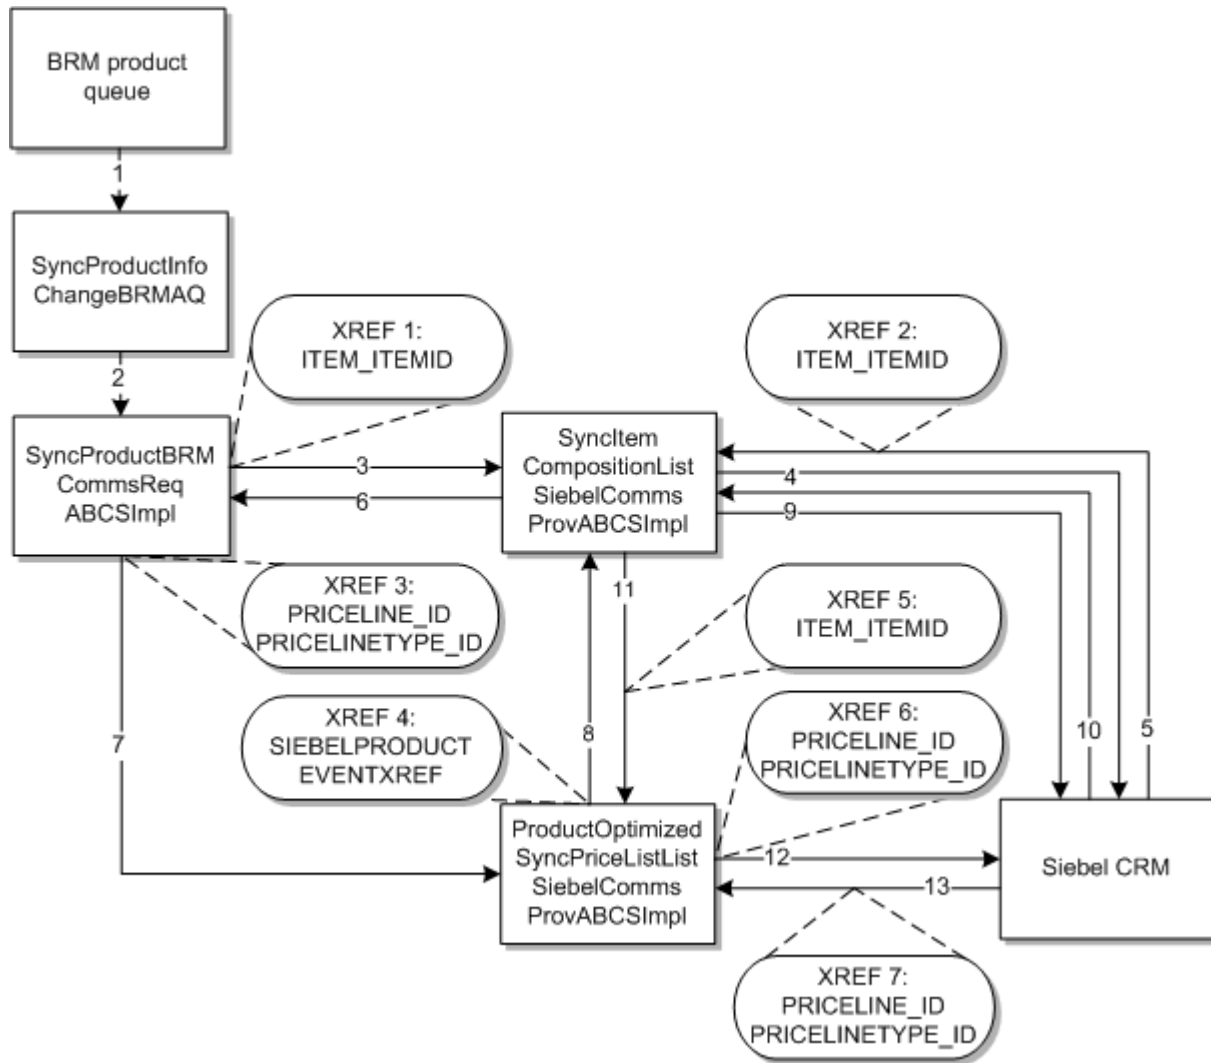 BRM product
queue
1
SyncProductInfo
ChangeBRMAQ
2
XREF 1:
ITEM_ITEMID
XREF 2:
ITEM_ITEMID
SyncProductBRM
CommsReq
ABCSImpl
3
6
SyncItem
CompositionList
SiebelComms
ProvABCSImpl
4
9
XREF 3:
PRICELINE_ID
PRICELINETYPE_ID
11
XREF 5:
ITEM_ITEMID
7
XREF 4:
SIEBELPRODUCT
EVENTXREF
8
XREF 6:
PRICELINE_ID
PRICELINETYPE_ID
10
5
ProductOptimized
SyncPriceListList
SiebelComms
ProvABCSImpl
12
13
Siebel CRM
XREF 7:
PRICELINE_ID
PRICELINETYPE_ID